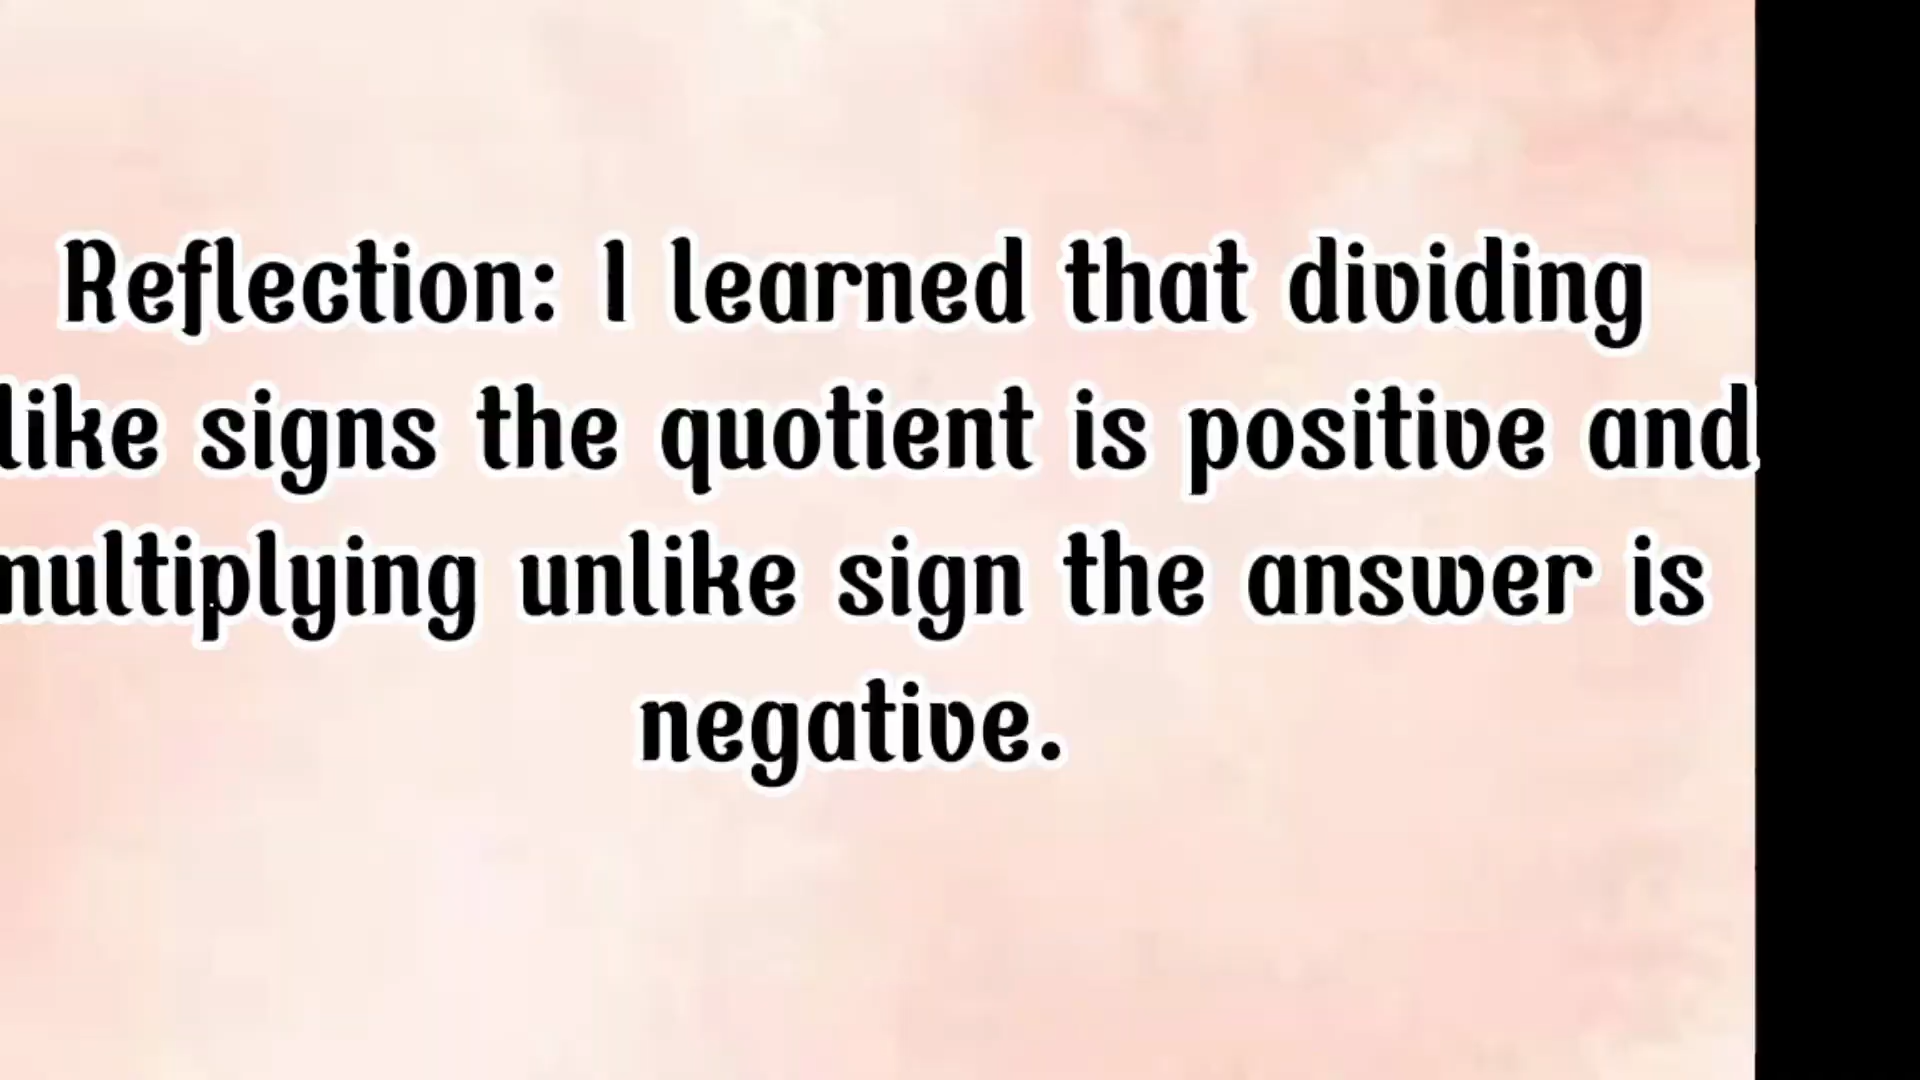 Reflection: I learned that dividing
like signs the quotient is positive and
multiplying unlike sign the answer is
negative.